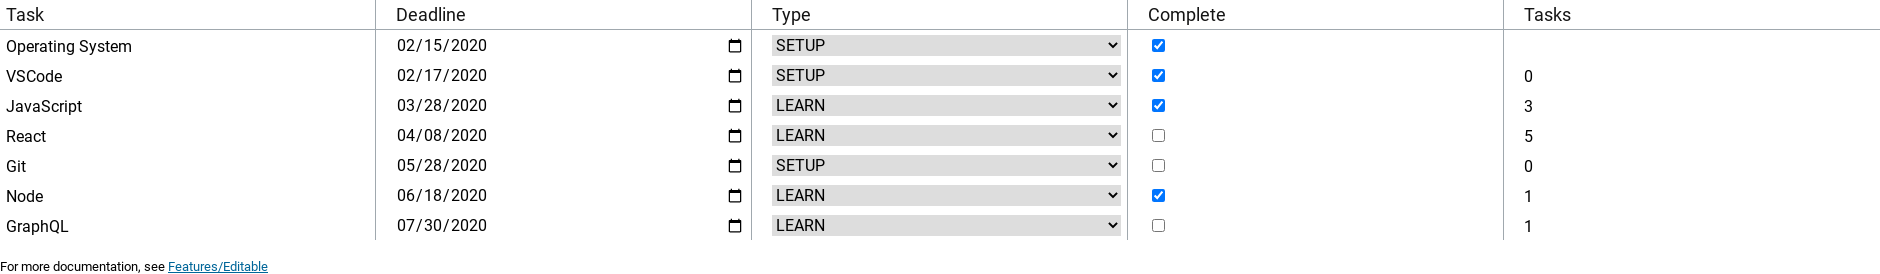 Task Deadline Type Complete Tasks
Operating System 02/15/2020 SETUP
VSCode 02/17/2020 SETUP 0
JavaScript 03/28/2020 LEARN 3
React 04/08/2020 LEARN 5
Git 05/28/2020 SETUP 0
Node 06/18/2020 LEARN 1
GraphQL 07/30/2020 LEARN 1
For more documentation, see Features/Editable